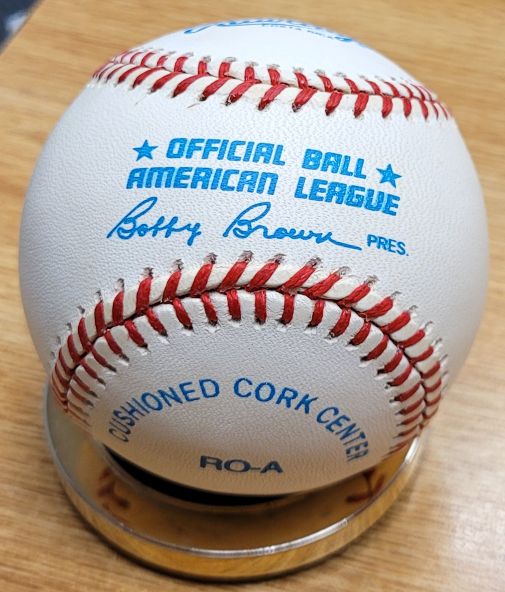 ★ OFFICIAL BALL ★
AMERICAN LEAGUE
Bobby Brown PRES.
CUSHIONED CORK CENTER
RO-A